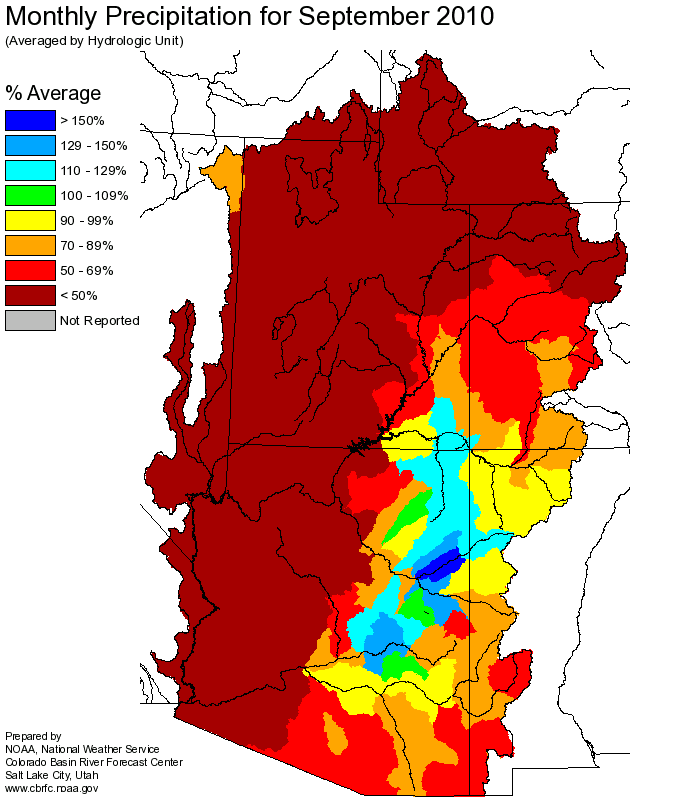 Monthly Precipitation for September 2010
(Averaged by Hydrologic Unit)
% Average
> 150%
129 - 150%
110 - 129%
100 - 109%
90 - 99%
70 - 89%
50 - 69%
< 50%
Not Reported
Prepared by
NOAA, National Weather Service
Colorado Basin River Forecast Center
Salt Lake City, Utah
www.cbrfc.noaa.gov